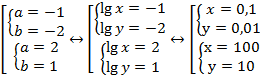 [ { a = −1 ↔ [ { lg x = −1 ↔ [ { x = 0,1
b = −2 lg y = −2 y = 0,01
{ a = 2 { lg x = 2 { x = 100
b = 1 lg y = 1 y = 10